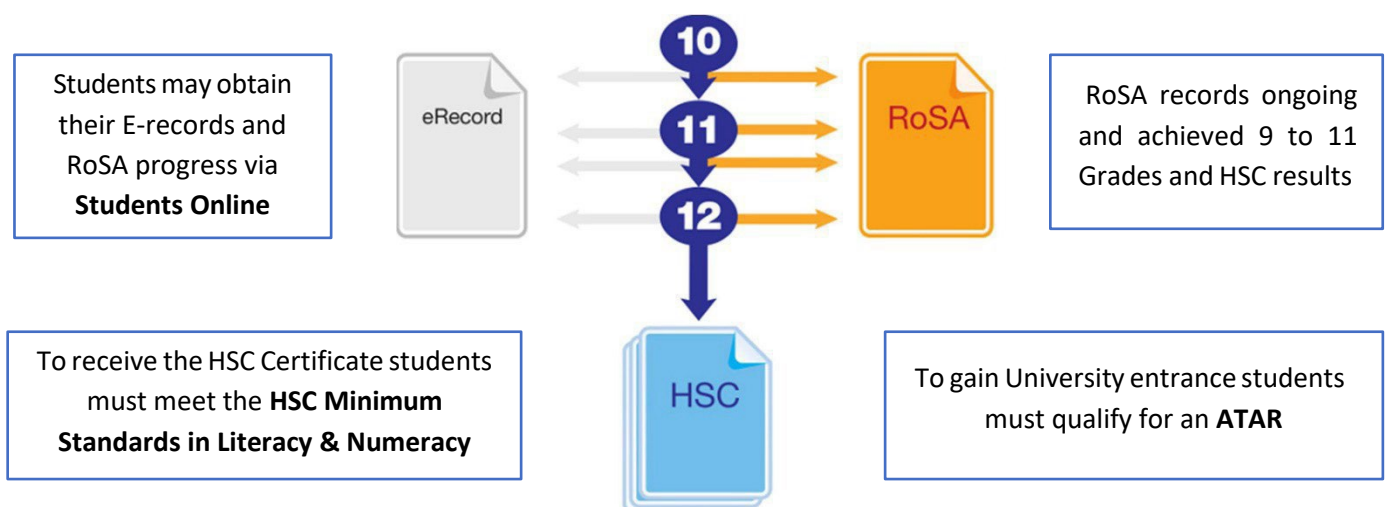 Students may obtain
their E-records and
RoSA progress via
Students Online
eRecord
10
11
12
RoSA
RoSA records ongoing
and achieved 9 to 11
Grades and HSC results
To receive the HSC Certificate students
must meet the HSC Minimum
Standards in Literacy & Numeracy
HSC
To gain University entrance students
must qualify for an ATAR